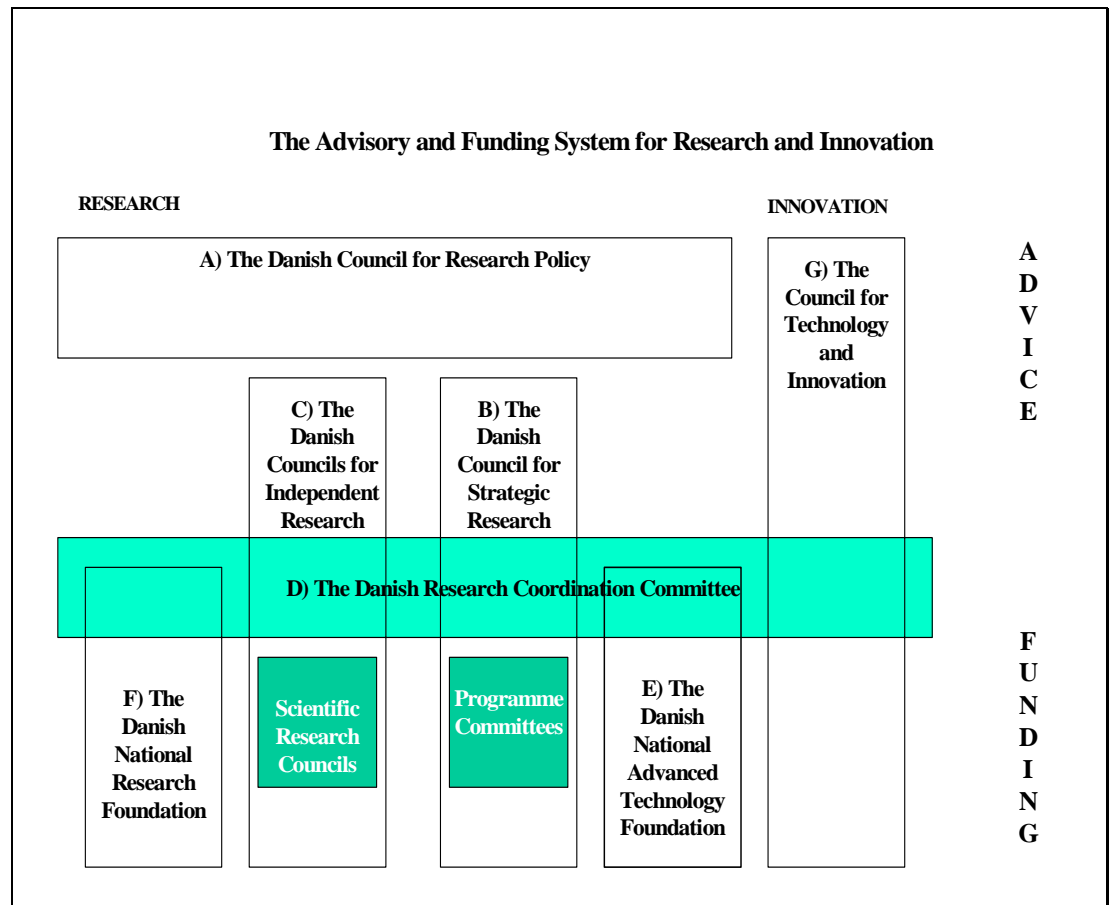 The Advisory and Funding System for Research and Innovation
RESEARCH
INNOVATION
A) The Danish Council for Research Policy
G) The
Council for
Technology
and
Innovation
A
D
V
I
C
E
C) The
Danish
Councils for
Independent
Research
B) The
Danish
Council for
Strategic
Research
D) The Danish Research Coordination Committee
F) The
Danish
National
Research
Foundation
Scientific
Research
Councils
Programme
Committees
E) The
Danish
National
Advanced
Technology
Foundation
F
U
N
D
I
N
G